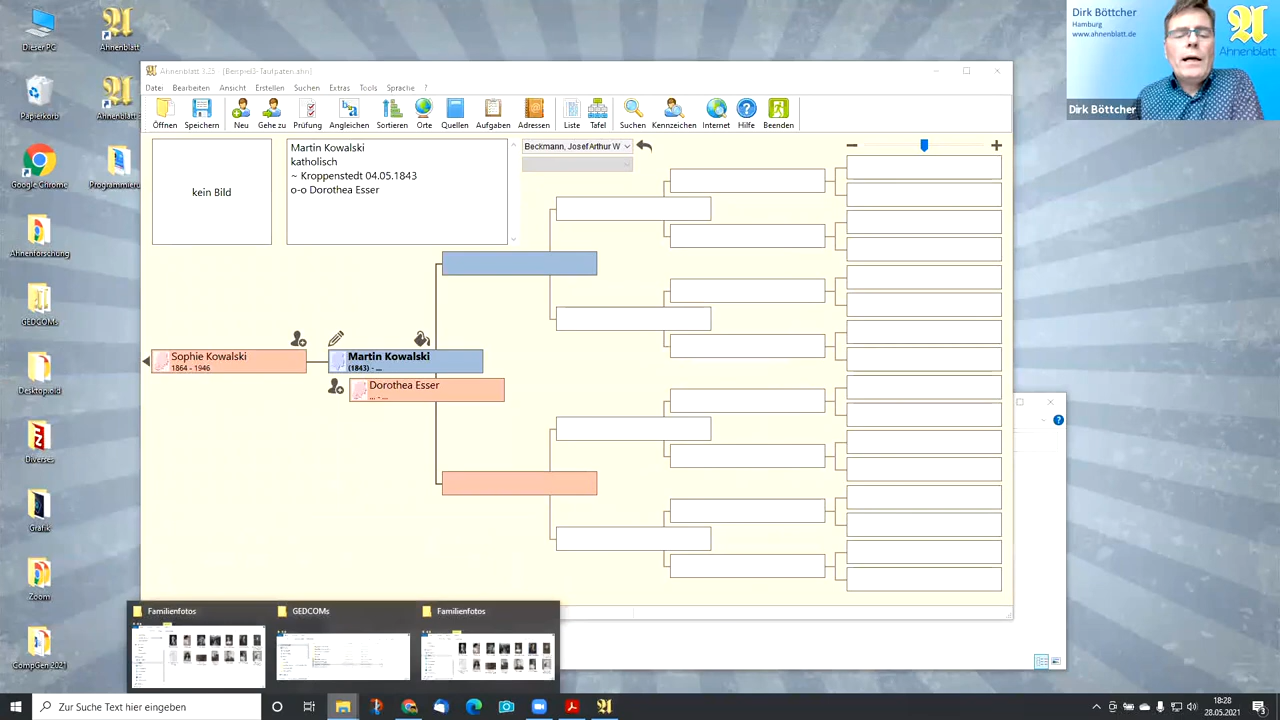 Dieser PC
Ahnenblatt
Papierkorb
Ahnenblatt
Google Chrome
Ahnenforschung
GEDCOMs
Desktopbild
Diverses
Grafik
Zoom
Datei Bearbeiten Ansicht Erstellen Suchen Extras Tools Sprache ?
Öffnen Speichern Neu Gehe zu Prüfung Angleichen Sortieren Orte Quellen Aufgaben Adressen Liste Tafel Suchen Kennzeichen Internet Hilfe Beenden
kein Bild
Martin Kowalski
katholisch
~ Kroppenstedt 04.05.1843
o-o Dorothea Esser
Beckmann, Josef Arthur W
Sophie Kowalski
1864 - 1946
Martin Kowalski
(1843) - ...
Dorothea Esser
... - ...
Dirk Böttcher
Hamburg
www.ahnenblatt.de
Ahnenblatt
Dirk Böttcher
Familienfotos
GEDCOMs
Familienfotos
Zur Suche Text hier eingeben
18:28
28.05.2021